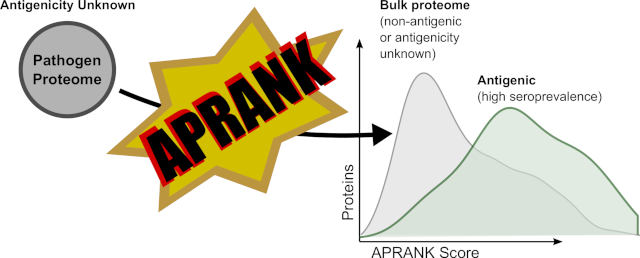 Antigenicity Unknown
Pathogen
Proteome
APRANK
Bulk proteome
(non-antigenic
or antigenicity
unknown)
Antigenic
(high seroprevalence)
Proteins
APRANK Score